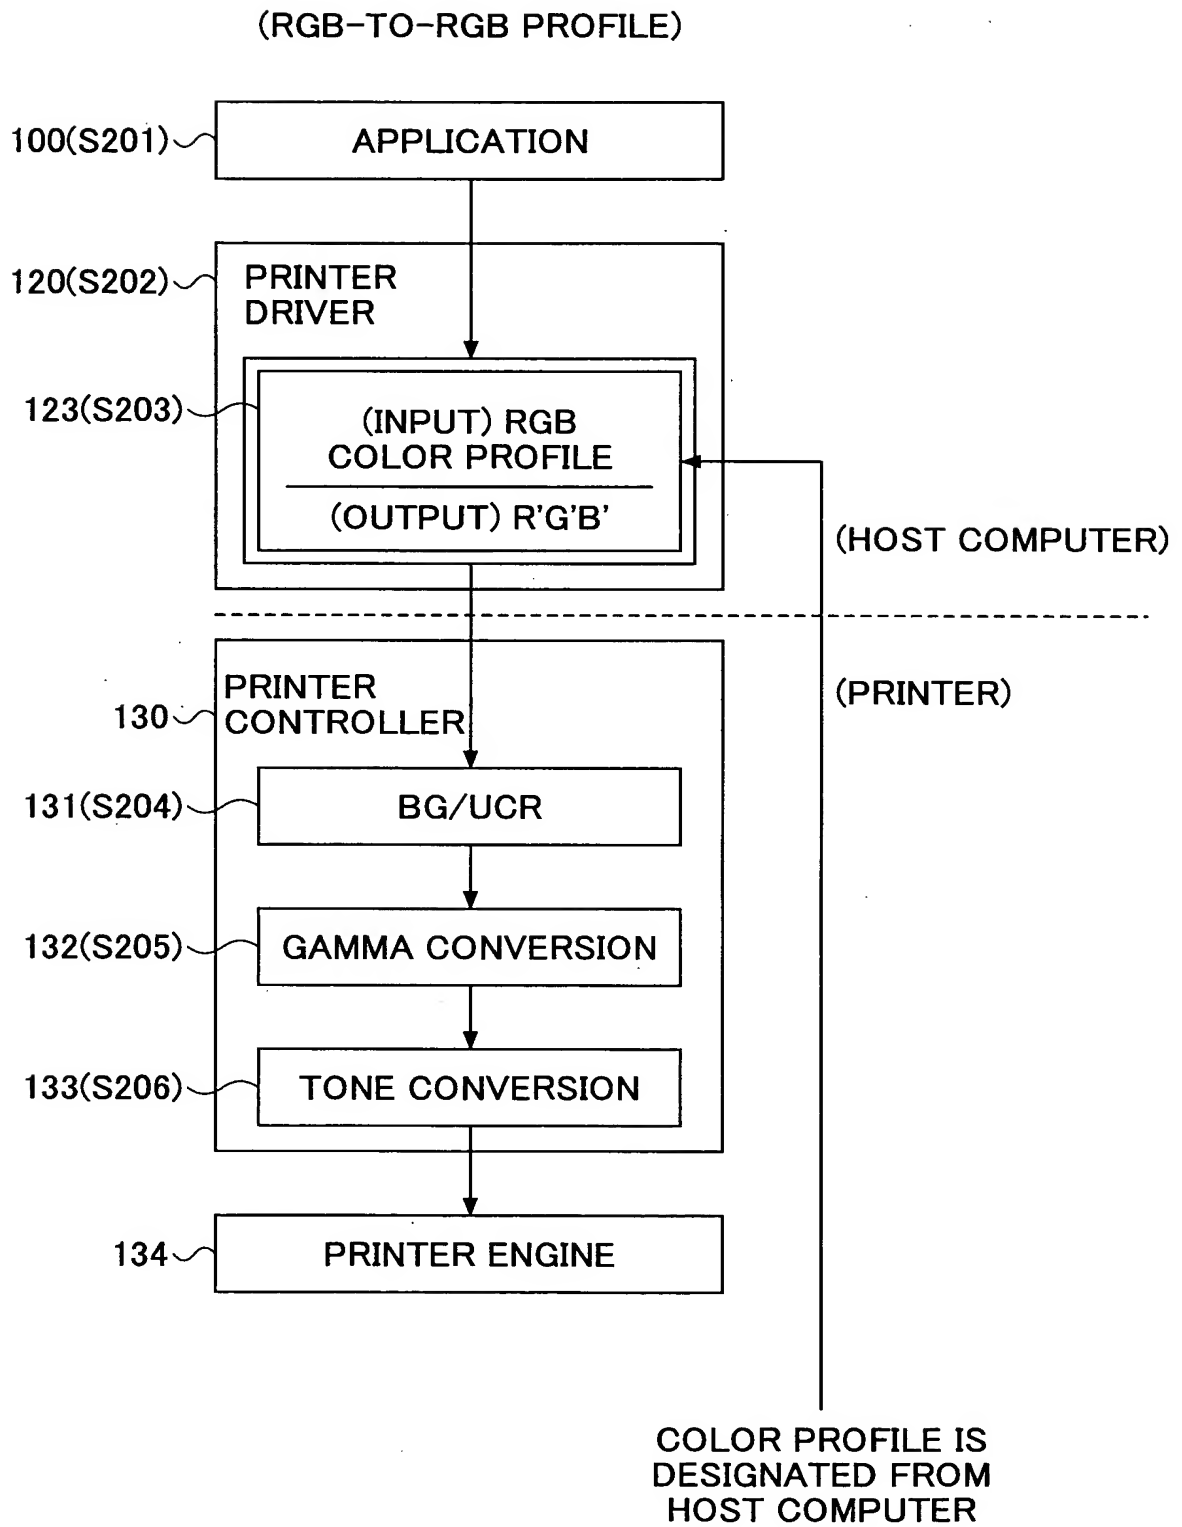 (RGB-TO-RGB PROFILE)
100(S201)
APPLICATION
120(S202)
PRINTER
DRIVER
123(S203)
(INPUT) RGB
COLOR PROFILE
(OUTPUT) R'G'B'
(HOST COMPUTER)
(PRINTER)
130
PRINTER
CONTROLLER
131(S204)
BG/UCR
132(S205)
GAMMA CONVERSION
133(S206)
TONE CONVERSION
134
PRINTER ENGINE
COLOR PROFILE IS
DESIGNATED FROM
HOST COMPUTER